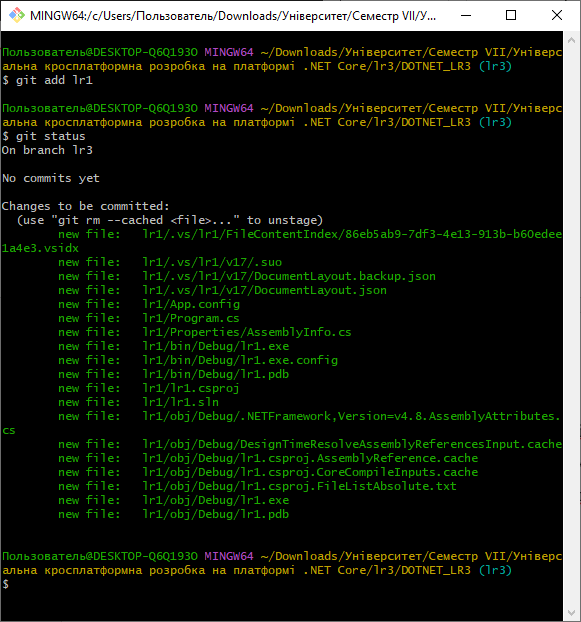 MINGW64:/c/Users/Пользователь/Downloads/Університет/Семестр VII/У...
Пользователь@DESKTOP-Q6Q193O MINGW64 ~/Downloads/Університет/Семестр VII/Універс
альна кросплатформна розробка на платформі .NET Core/lr3/DOTNET_LR3 (lr3)
$ git add lr1
Пользователь@DESKTOP-Q6Q193O MINGW64 ~/Downloads/Університет/Семестр VII/Універс
альна кросплатформна розробка на платформі .NET Core/lr3/DOTNET_LR3 (lr3)
$ git status
On branch lr3
No commits yet
Changes to be committed:
(use "git rm --cached <file>..." to unstage)
new file: lr1/.vs/lr1/FileContentIndex/86eb5ab9-7df3-4e13-913b-b60edee
1a4e3.vsidx
new file: lr1/.vs/lr1/v17/.suo
new file: lr1/.vs/lr1/v17/DocumentLayout.backup.json
new file: lr1/.vs/lr1/v17/DocumentLayout.json
new file: lr1/App.config
new file: lr1/Program.cs
new file: lr1/Properties/AssemblyInfo.cs
new file: lr1/bin/Debug/lr1.exe
new file: lr1/bin/Debug/lr1.exe.config
new file: lr1/bin/Debug/lr1.pdb
new file: lr1/lr1.csproj
new file: lr1/lr1.sln
new file: lr1/obj/Debug/.NETFramework,Version=v4.8.AssemblyAttributes.
cs
new file: lr1/obj/Debug/DesignTimeResolveAssemblyReferencesInput.cache
new file: lr1/obj/Debug/lr1.csproj.AssemblyReference.cache
new file: lr1/obj/Debug/lr1.csproj.CoreCompileInputs.cache
new file: lr1/obj/Debug/lr1.csproj.FileListAbsolute.txt
new file: lr1/obj/Debug/lr1.exe
new file: lr1/obj/Debug/lr1.pdb
Пользователь@DESKTOP-Q6Q193O MINGW64 ~/Downloads/Університет/Семестр VII/Універс
альна кросплатформна розробка на платформі .NET Core/lr3/DOTNET_LR3 (lr3)
$